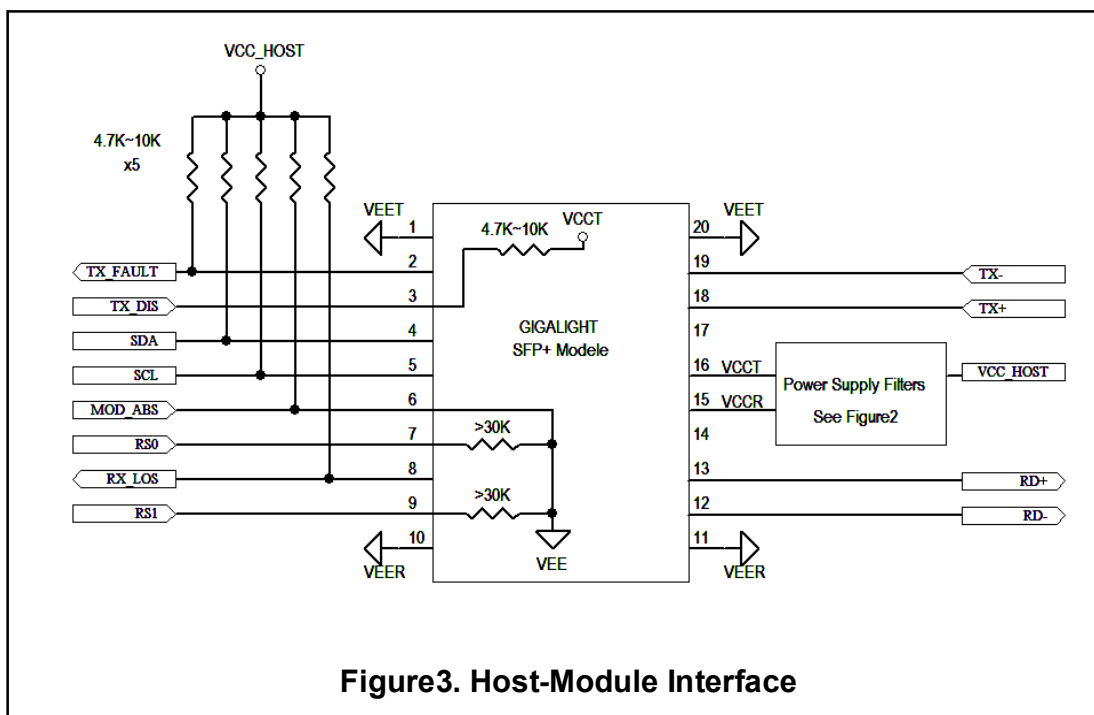 VCC_HOST
4.7K~10K
x5
VEET
1
4.7K~10K
VCCT
20
VEET
TX_FAULT
2
19
TX-
TX_DIS
3
18
TX+
SDA
4
GIGALIGHT
SFP+ Modele
17
SCL
5
16
VCCT
Power Supply Filters
See Figure2
VCC_HOST
MOD_ABS
6
15
VCCR
RS0
7
>30K
14
RX_LOS
8
13
RD+
RS1
9
>30K
12
RD-
10
VEER
VEE
11
VEER
Figure3. Host-Module Interface